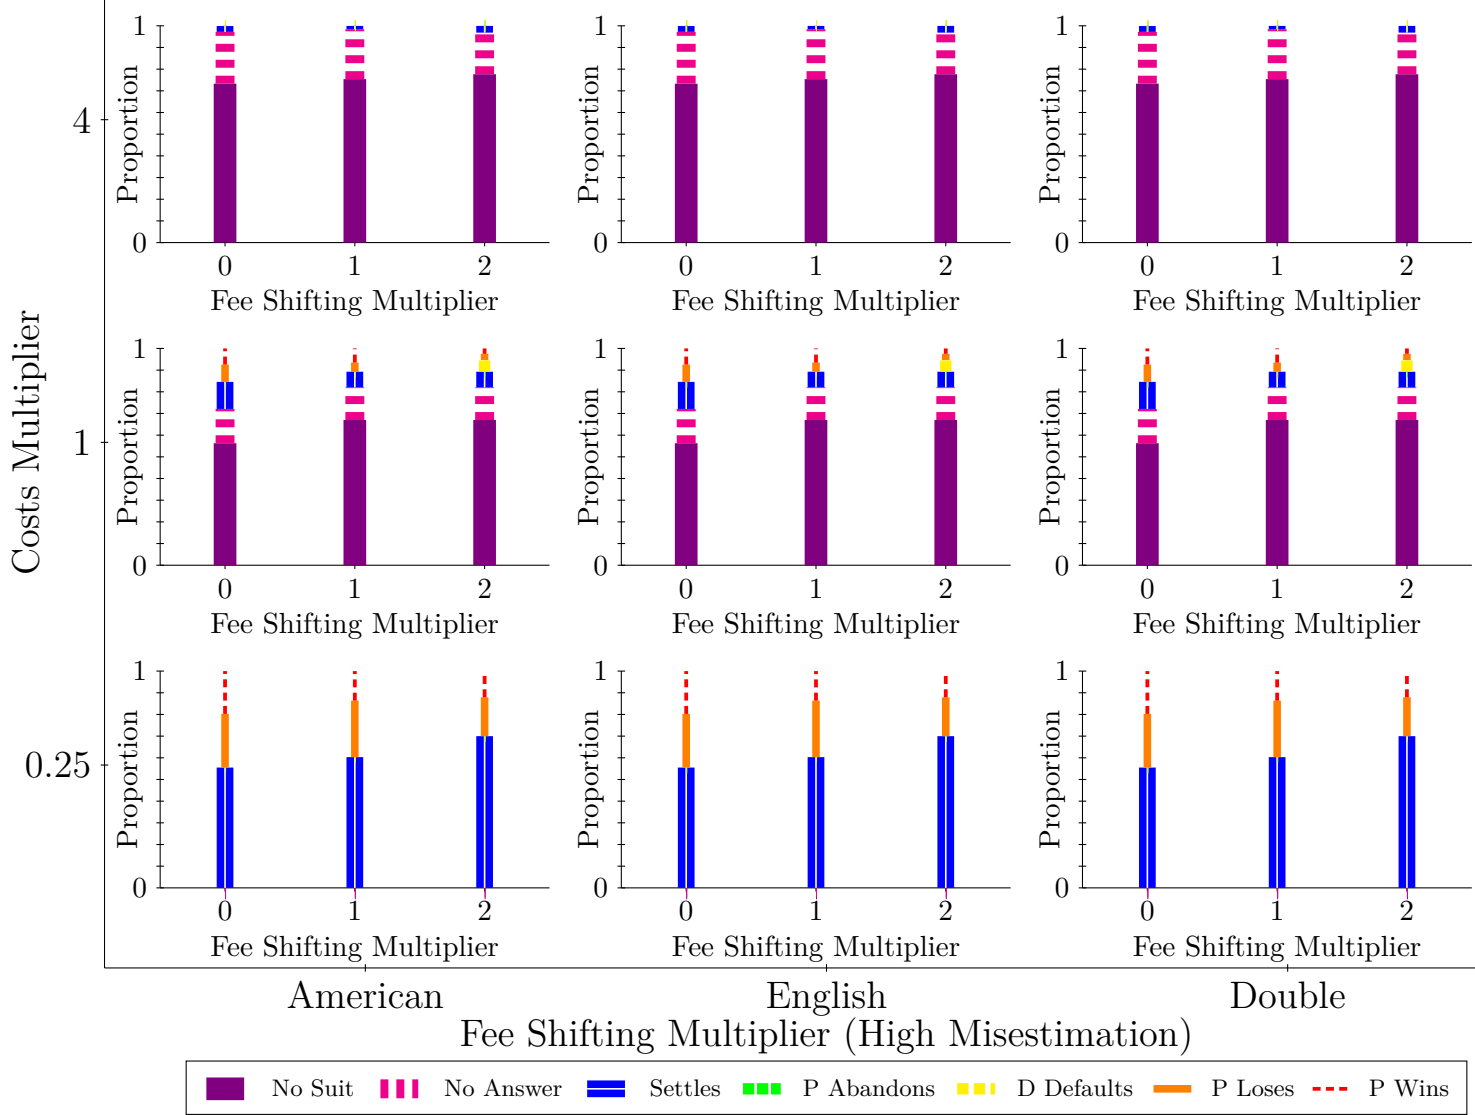 Costs Multiplier
4
1
0.25
Proportion
1
0
0 1 2
Fee Shifting Multiplier
Proportion
1
0
0 1 2
Fee Shifting Multiplier
Proportion
1
0
0 1 2
Fee Shifting Multiplier
Proportion
1
0
0 1 2
Fee Shifting Multiplier
Proportion
1
0
0 1 2
Fee Shifting Multiplier
Proportion
1
0
0 1 2
Fee Shifting Multiplier
Proportion
1
0
0 1 2
Fee Shifting Multiplier
Proportion
1
0
0 1 2
Fee Shifting Multiplier
Proportion
1
0
0 1 2
Fee Shifting Multiplier
American English Double
Fee Shifting Multiplier (High Misestimation)
No Suit No Answer Settles P Abandons D Defaults P Loses P Wins